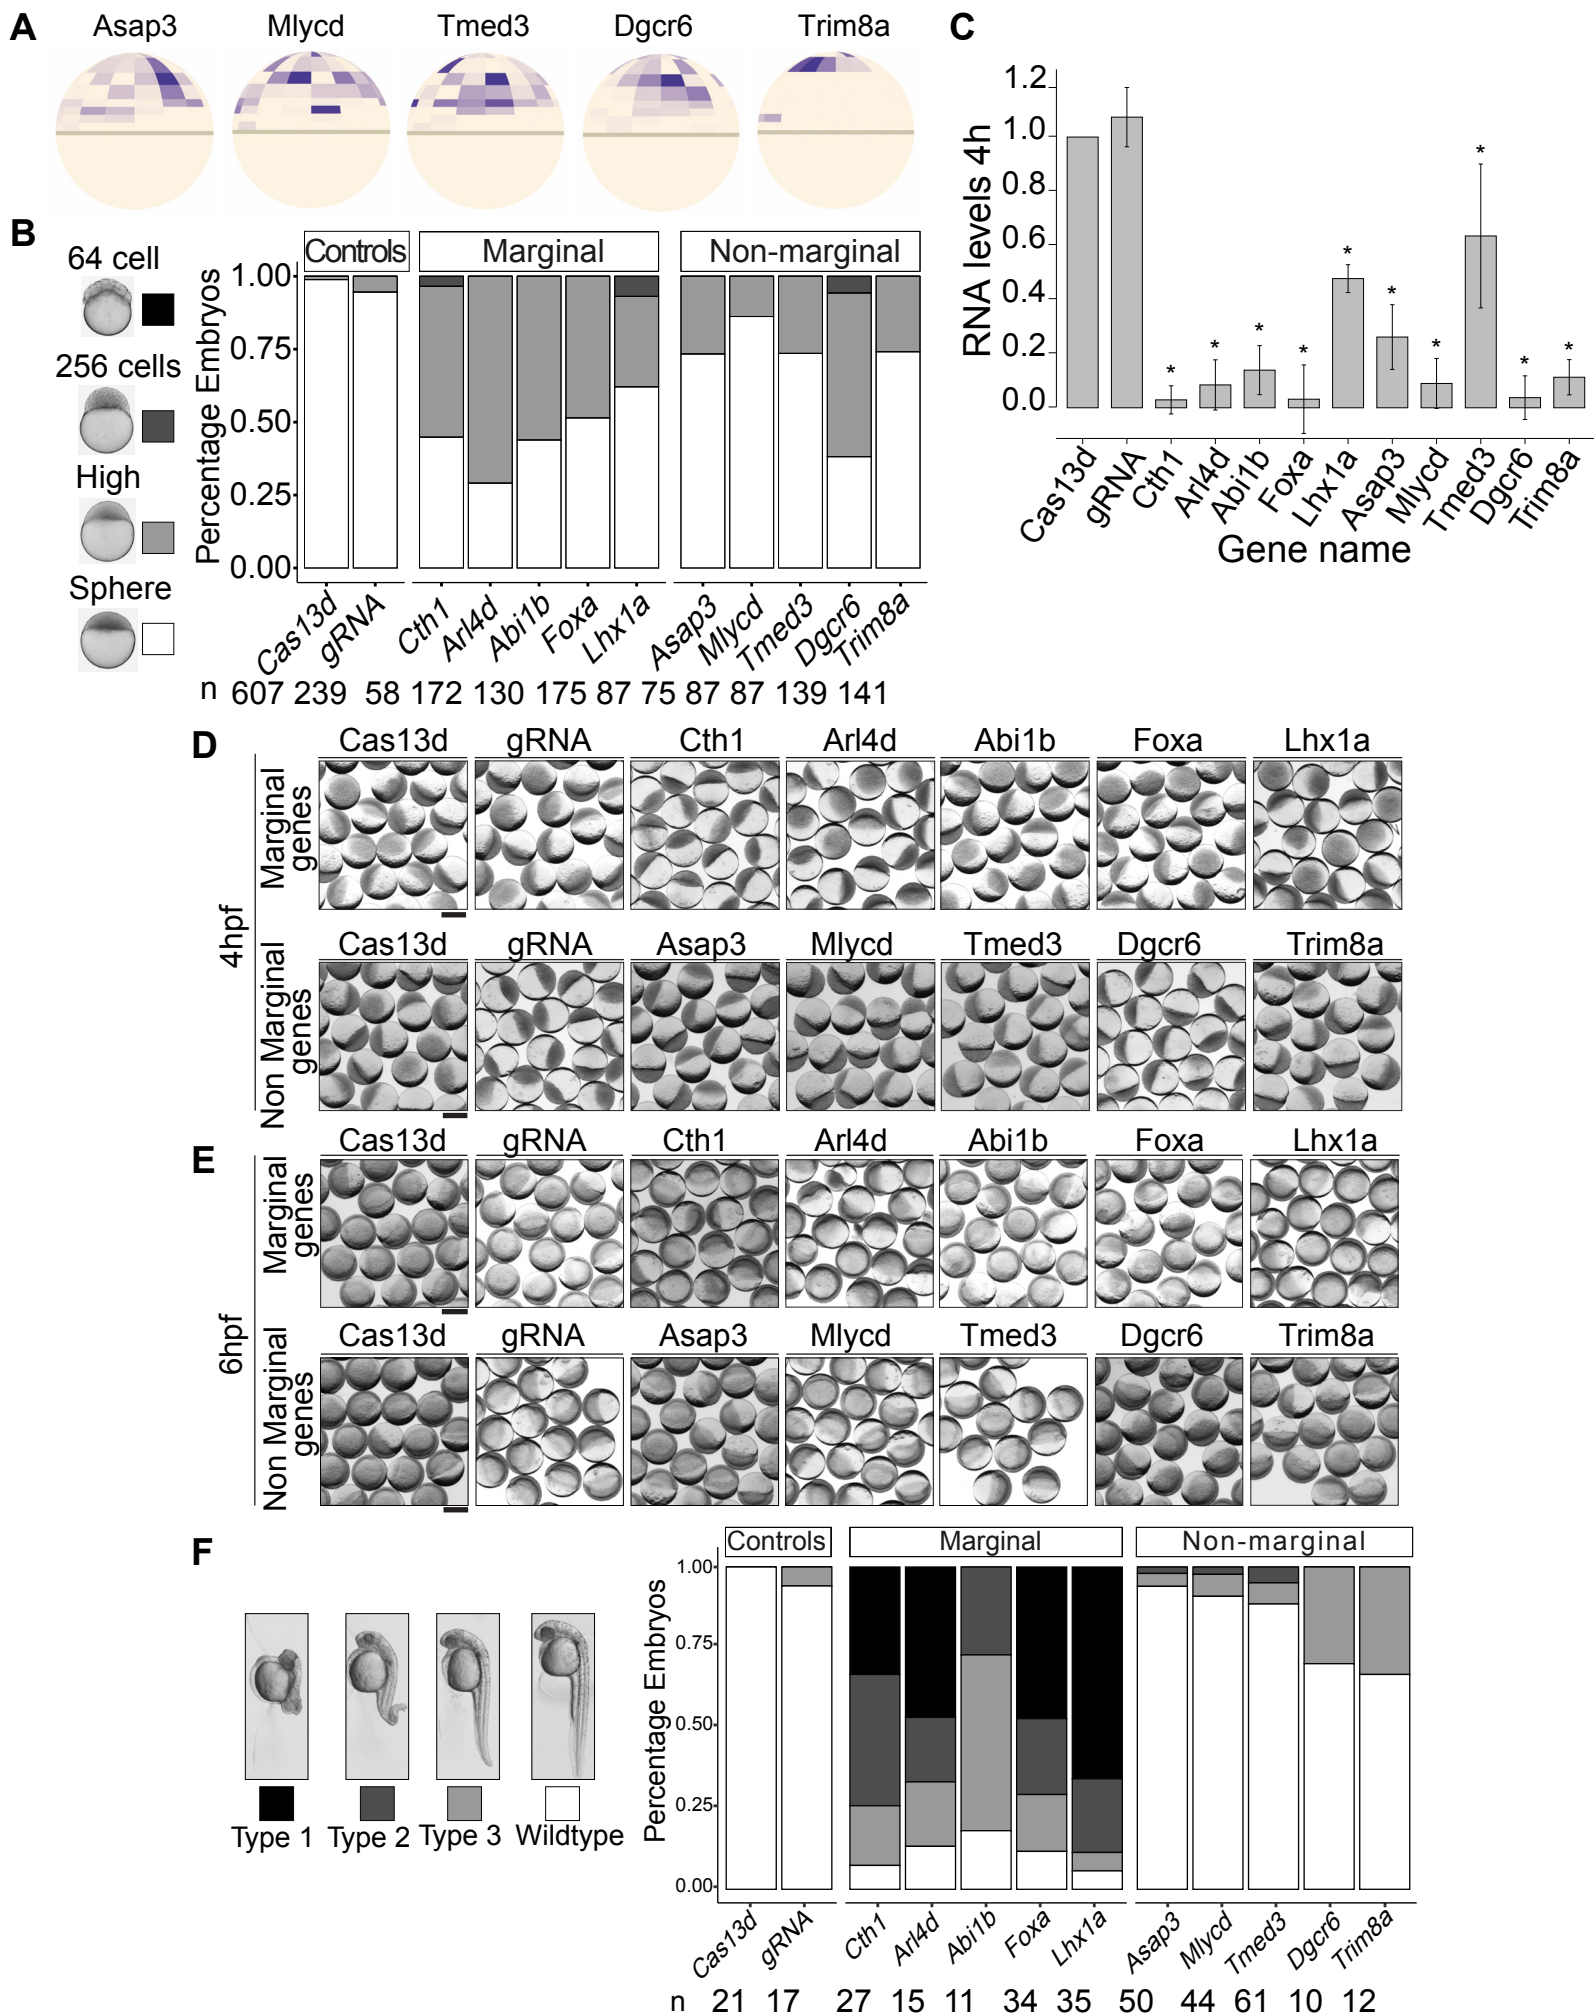 A
Asap3 Mlycd Tmed3 Dgcr6 Trim8a
B
64 cell
256 cells
High
Sphere
Controls Marginal Non-marginal
Percentage Embryos
1.00
0.75
0.50
0.25
0.00
Cas13d gRNA Cth1 Arl4d Abi1b Foxa Lhx1a Asap3 Mlycd Tmed3 Dgcr6 Trim8a
n 607 239 58 172 130 175 87 75 87 87 139 141
C
RNA levels 4h
1.2
1.0
0.8
0.6
0.4
0.2
0.0
* * * * * * * * * *
Cas13d gRNA Cth1 Arl4d Abi1b Foxa Lhx1a Asap3 Mlycd Tmed3 Dgcr6 Trim8a
Gene name
D
4hpf
Marginal
genes
Cas13d gRNA Cth1 Arl4d Abi1b Foxa Lhx1a
Non Marginal
genes
Cas13d gRNA Asap3 Mlycd Tmed3 Dgcr6 Trim8a
E
6hpf
Marginal
genes
Cas13d gRNA Cth1 Arl4d Abi1b Foxa Lhx1a
Non Marginal
genes
Cas13d gRNA Asap3 Mlycd Tmed3 Dgcr6 Trim8a
F
Type 1 Type 2 Type 3 Wildtype
Controls Marginal Non-marginal
Percentage Embryos
1.00
0.75
0.50
0.25
0.00
Cas13d gRNA Cth1 Arl4d Abi1b Foxa Lhx1a Asap3 Mlycd Tmed3 Dgcr6 Trim8a
n 21 17 27 15 11 34 35 50 44 61 10 12